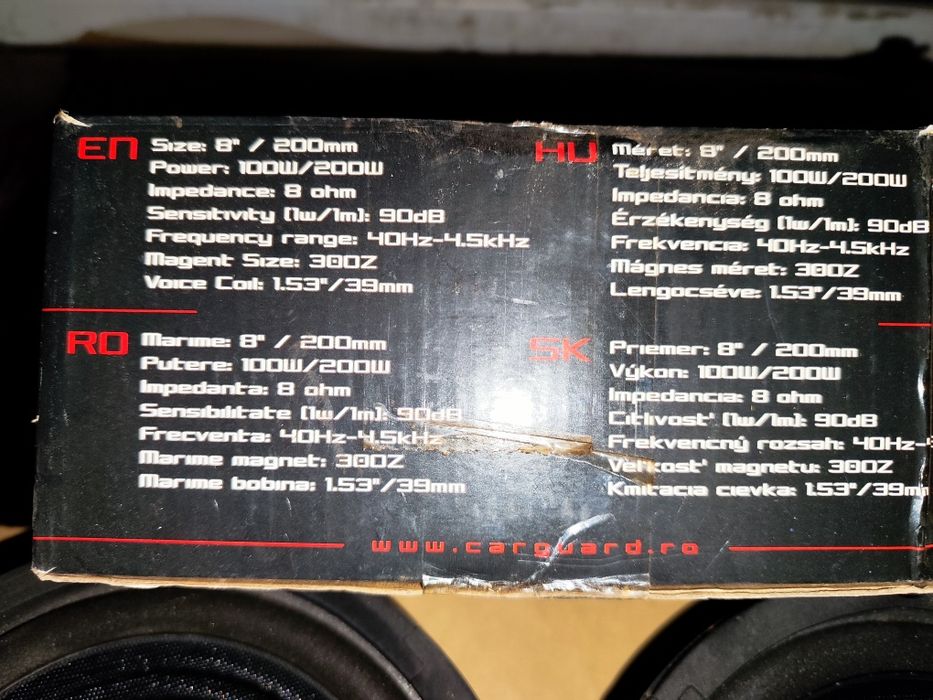 EN
Size: 8" / 200mm
Power: 100W/200W
Impedance: 8 ohm
Sensitivity (1w/1m): 90dB
Frequency range: 40Hz-4.5kHz
Magent Size: 30OZ
Voice Coil: 1.53"/39mm
HU
Méret: 8" / 200mm
Teljesítmény: 100W/200W
Impedancia: 8 ohm
Érzékenység (1w/1m): 90dB
Frekvencia: 40Hz-4.5kHz
Mágnes méret: 30OZ
Lengocséve: 1.53"/39mm
RO
Marime: 8" / 200mm
Putere: 100W/200W
Impedanta: 8 ohm
Sensibilitate (1w/1m): 90dB
Frecventa: 40Hz-4.5kHz
Marime magnet: 30OZ
Marime bobina: 1.53"/39mm
SK
Priemer: 8" / 200mm
Výkon: 100W/200W
Impedancia: 8 ohm
Citlivost' (1w/1m): 90dB
Frekvencný rozsah: 40Hz-
Vel'kost' magnetu: 30OZ
Kmitacia cievka: 1.53"/39mm
www.carguard.ro